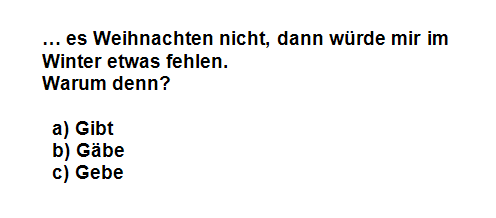 … es Weihnachten nicht, dann würde mir im
Winter etwas fehlen.
Warum denn?
a) Gibt
b) Gäbe
c) Gebe